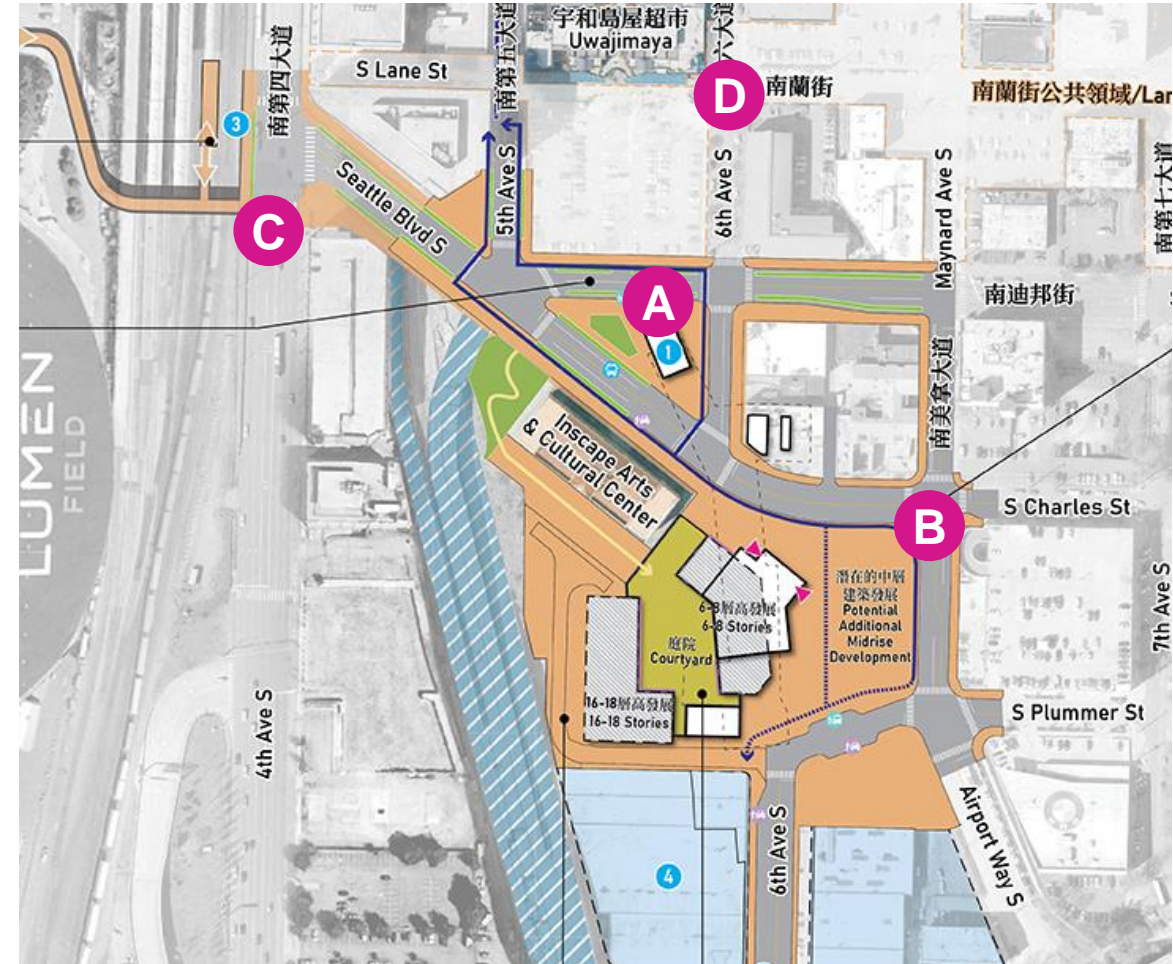 宇和島屋超市
Uwajimaya
S Lane St
南第四大道
南第五大道
六大道
D
南蘭街
南蘭街公共領域/Lan
3
Seattle Blvd S
5th Ave S
6th Ave S
Maynard Ave S
南第七大道
C
A
南迪邦街
1
南美拿大道
LUMEN
FIELD
Inscape Arts
& Cultural Center
B
S Charles St
潛在的中層
建築發展
Potential
Additional
Midrise
Development
6-8層高發展
6-8 Stories
庭院
Courtyard
7th Ave S
16-18層高發展
16-18 Stories
S Plummer St
4th Ave S
6th Ave S
Airport Way S
4